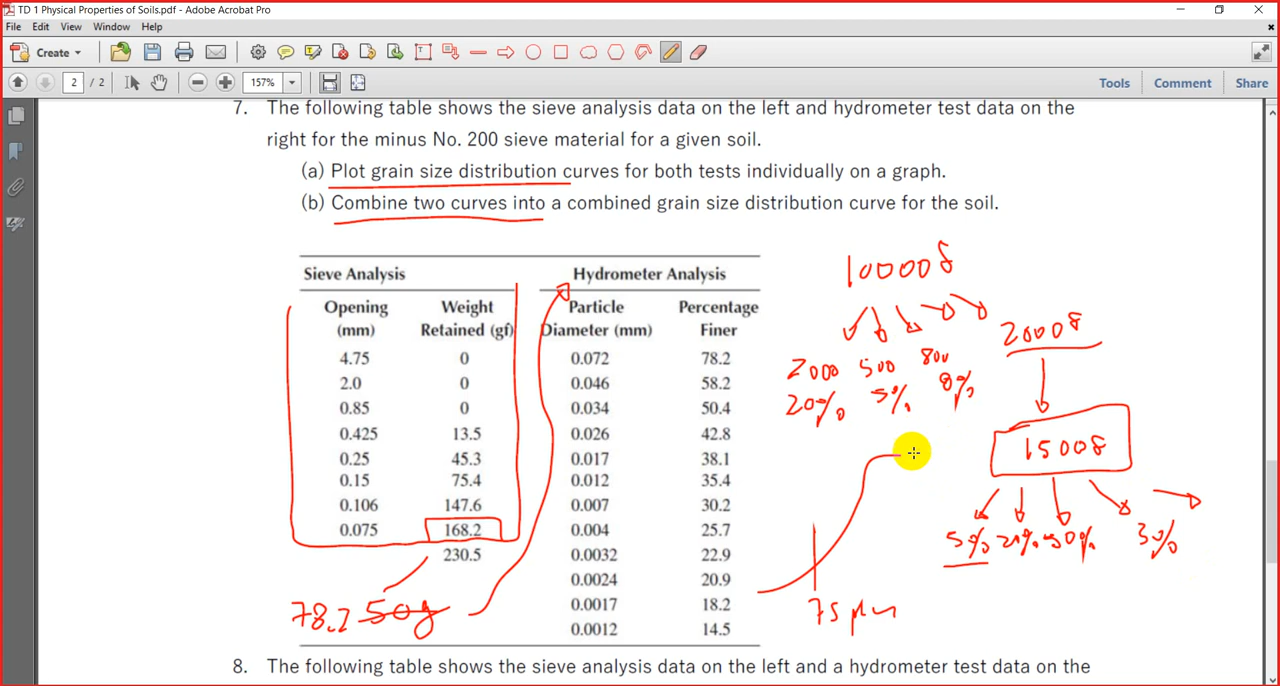 TD 1 Physical Properties of Soils.pdf - Adobe Acrobat Pro
File Edit View Window Help
Create
2 / 2 157% Tools Comment Share
7. The following table shows the sieve analysis data on the left and hydrometer test data on the
right for the minus No. 200 sieve material for a given soil.
(a) Plot grain size distribution curves for both tests individually on a graph.
(b) Combine two curves into a combined grain size distribution curve for the soil.
Sieve Analysis Hydrometer Analysis
Opening Weight Particle Percentage
(mm) Retained (gf) Diameter (mm) Finer
4.75 0 0.072 78.2
2.0 0 0.046 58.2
0.85 0 0.034 50.4
0.425 13.5 0.026 42.8
0.25 45.3 0.017 38.1
0.15 75.4 0.012 35.4
0.106 147.6 0.007 30.2
0.075 168.2 0.004 25.7
230.5 0.0032 22.9
0.0024 20.9
0.0017 18.2
0.0012 14.5
10000g
2000g
2000 500 800
20% 5% 8%
1500g
5% 20% 30% 3%
78.2 50g
75 μm
8. The following table shows the sieve analysis data on the left and a hydrometer test data on the